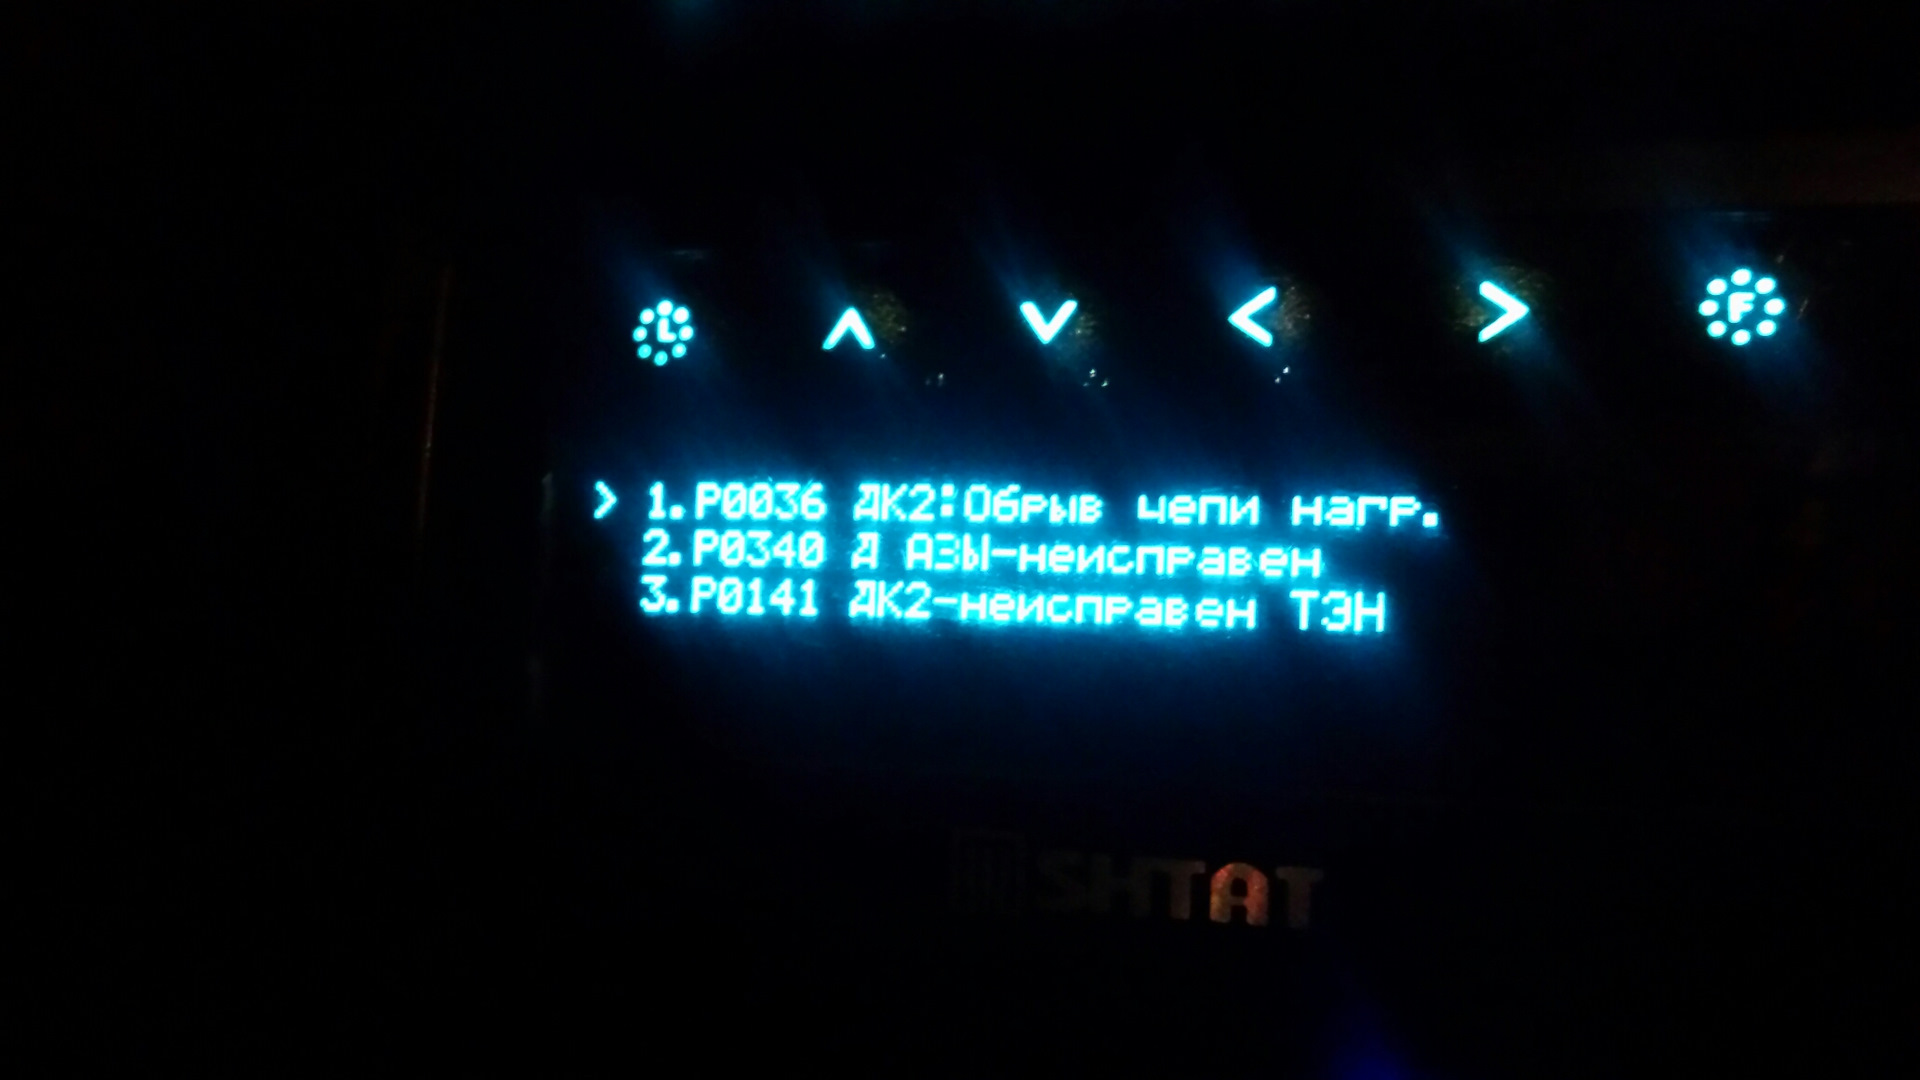 L ∧ ∨ < > F
> 1.P0036 ДК2:Обрыв цепи нагр.
2.P0340 Д АЗЫ-неисправен
3.P0141 ДК2-неисправен ТЭН
SHTAT